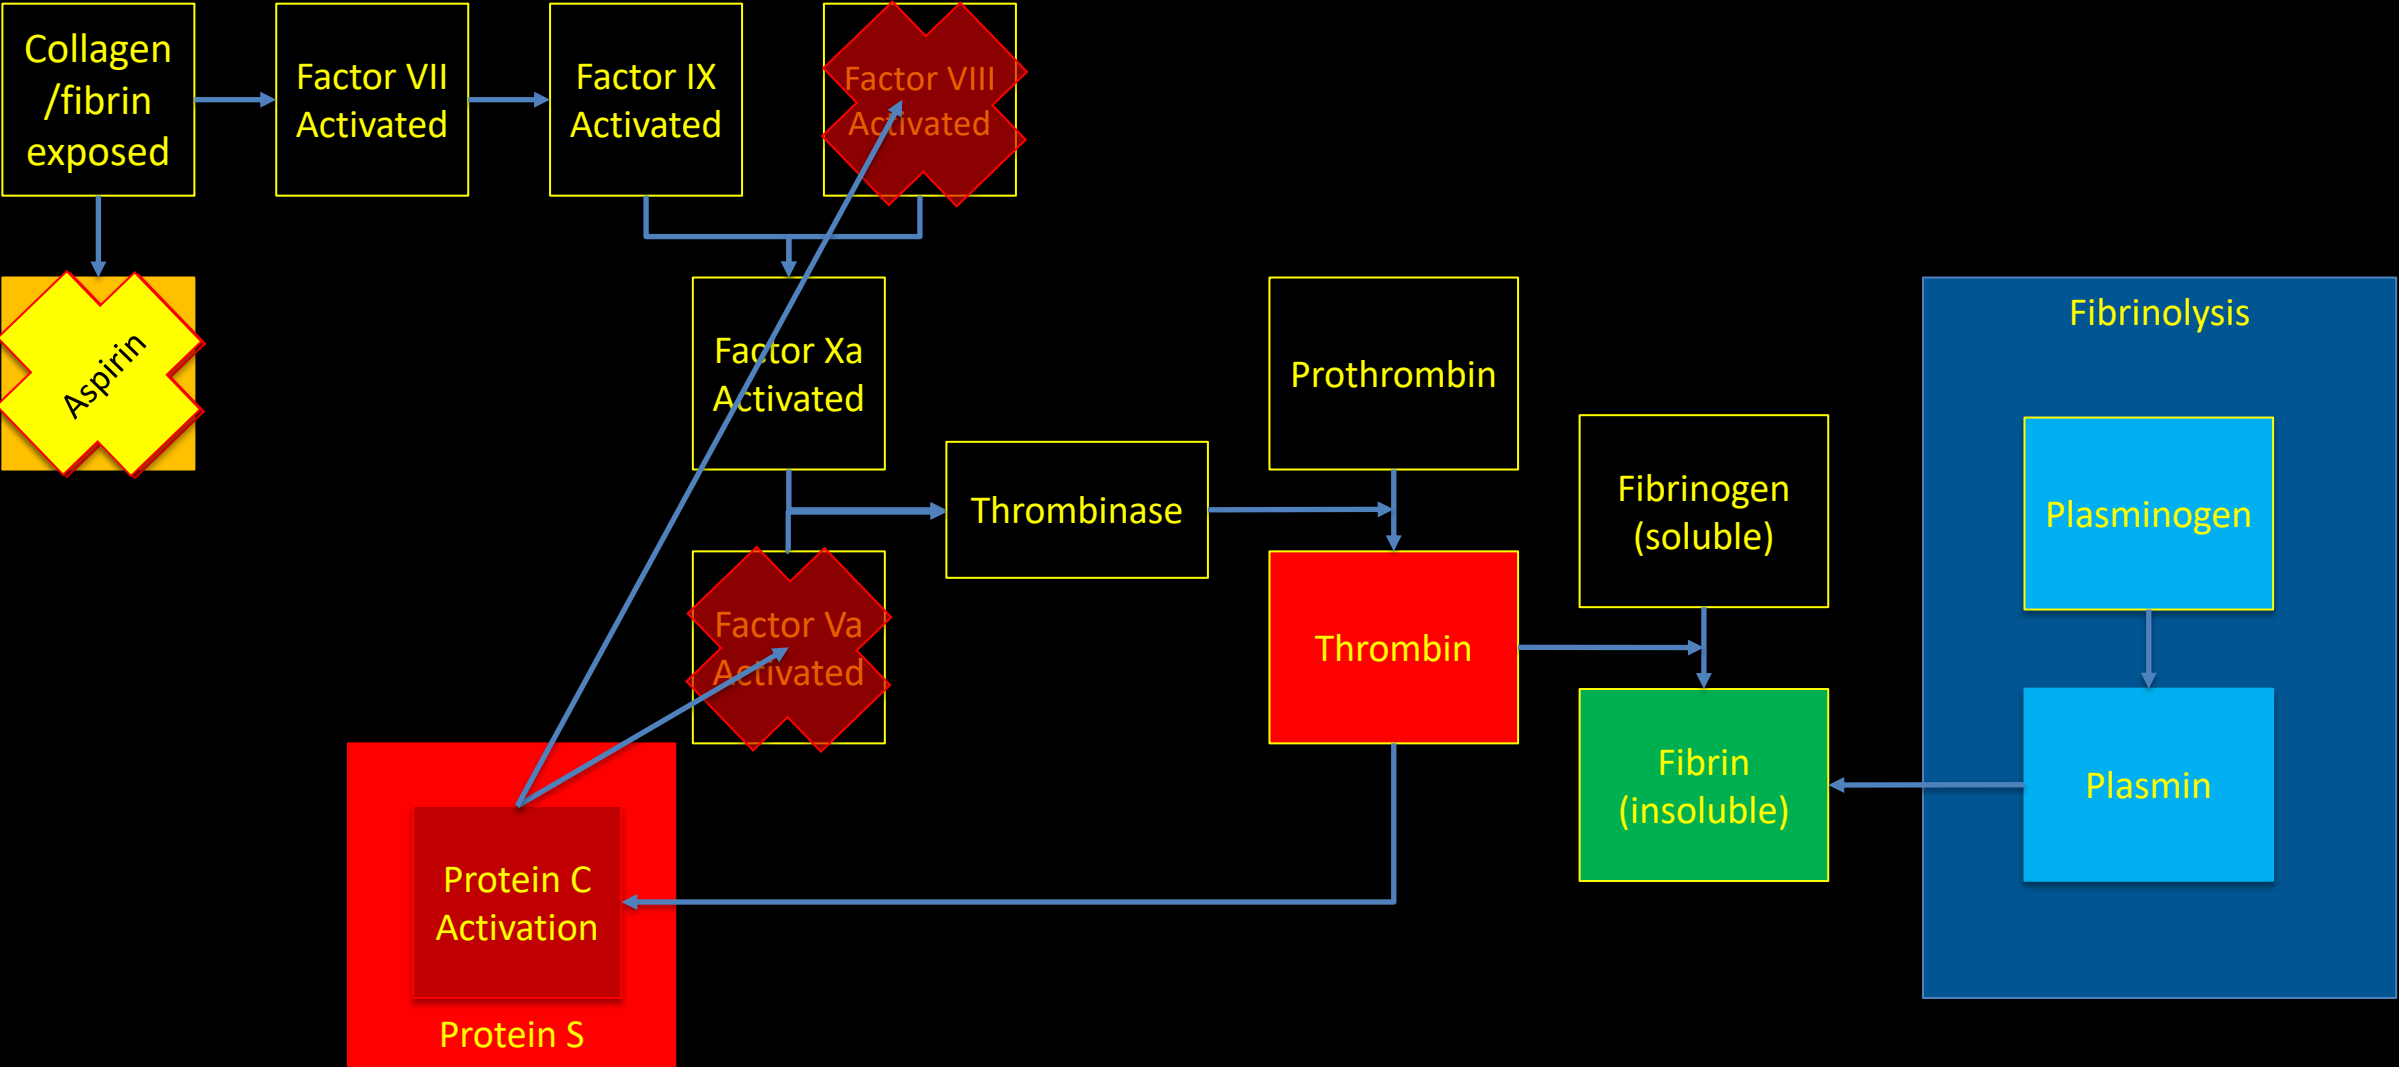 Collagen
/fibrin
exposed
Factor VII
Activated
Factor IX
Activated
Factor VIII
Activated
Aspirin
Factor Xa
Activated
Prothrombin
Fibrinolysis
Thrombinase
Fibrinogen
(soluble)
Plasminogen
Factor Va
Activated
Thrombin
Fibrin
(insoluble)
Plasmin
Protein C
Activation
Protein S